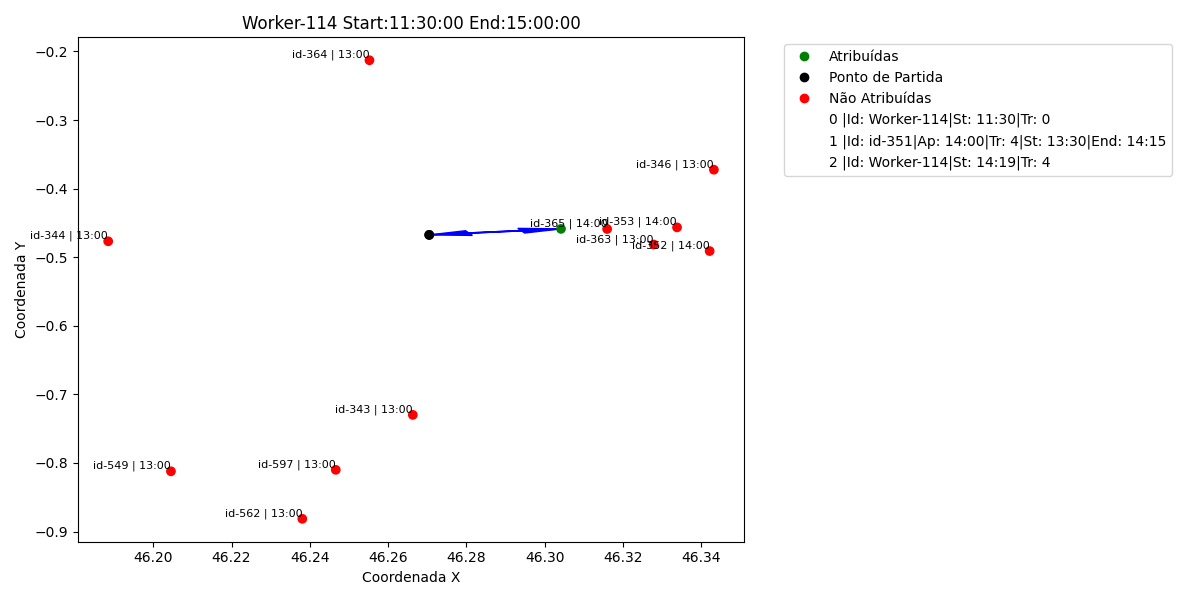 Worker-114 Start:11:30:00 End:15:00:00
Coordenada Y
−0.2
−0.3
−0.4
−0.5
−0.6
−0.7
−0.8
−0.9
id-364 | 13:00
id-346 | 13:00
id-365 | 14:00
id-353 | 14:00
id-344 | 13:00
id-363 | 13:00
id-352 | 14:00
id-343 | 13:00
id-549 | 13:00
id-597 | 13:00
id-562 | 13:00
46.20 46.22 46.24 46.26 46.28 46.30 46.32 46.34
Coordenada X
Atribuídas
Ponto de Partida
Não Atribuídas
0 |Id: Worker-114|St: 11:30|Tr: 0
1 |Id: id-351|Ap: 14:00|Tr: 4|St: 13:30|End: 14:15
2 |Id: Worker-114|St: 14:19|Tr: 4